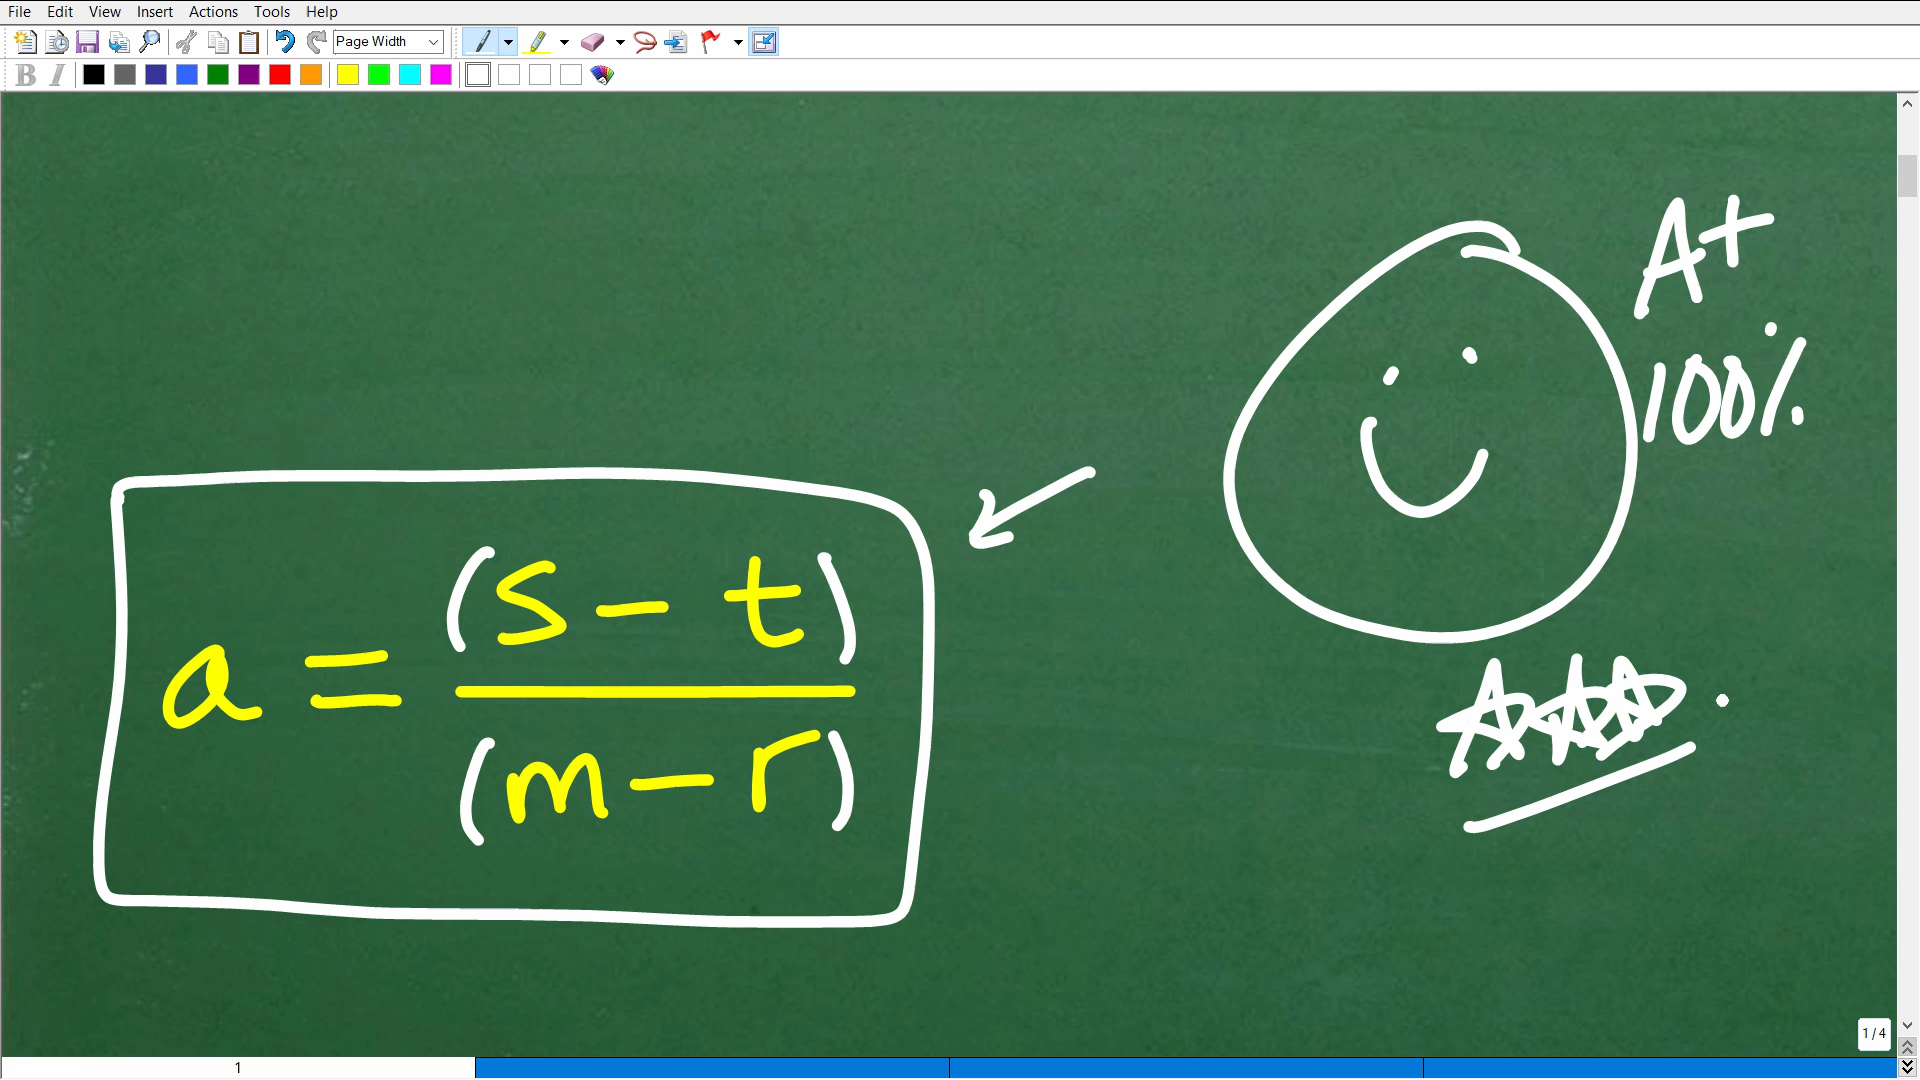 File Edit View Insert Actions Tools Help
Page Width
B I
A+
100%
a = (s - t)
(m - r)
1 / 4
1